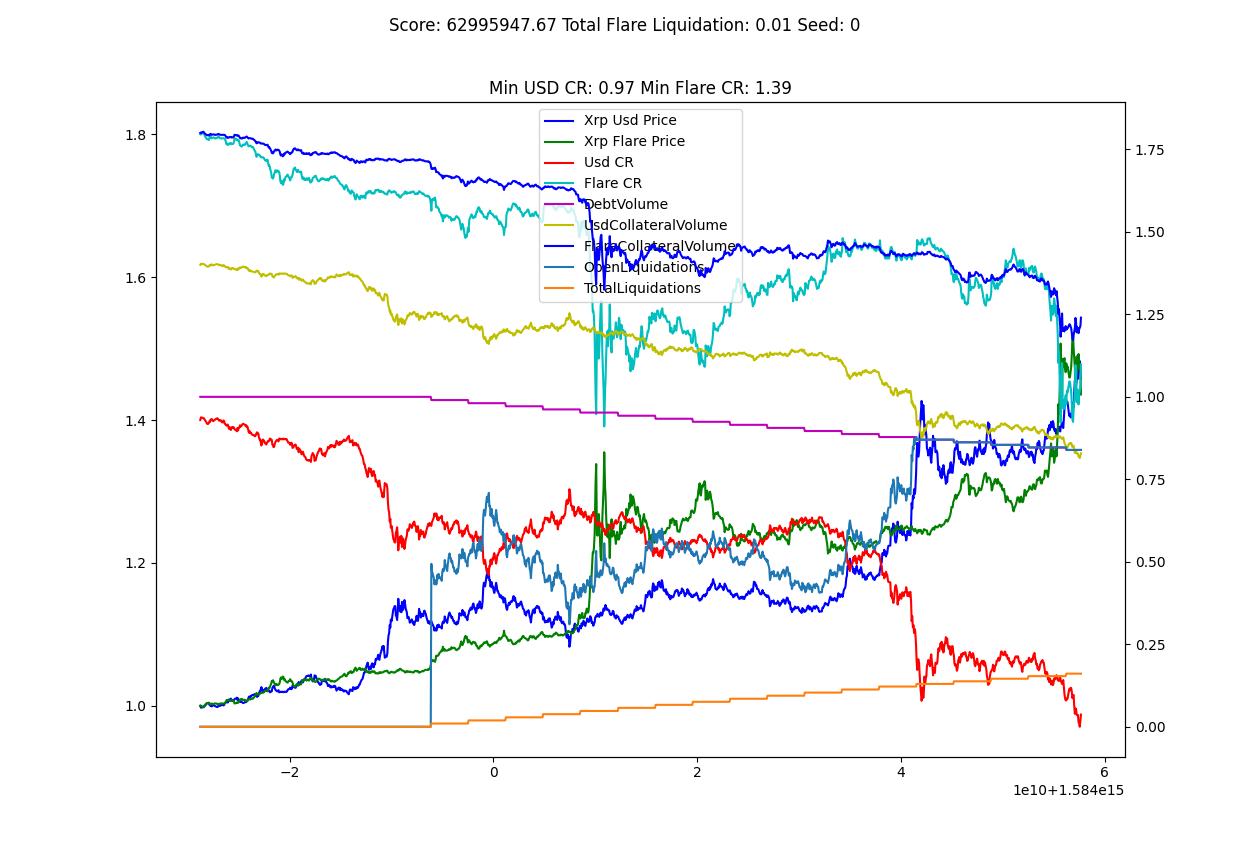 Score: 62995947.67 Total Flare Liquidation: 0.01 Seed: 0
Min USD CR: 0.97 Min Flare CR: 1.39
Xrp Usd Price
Xrp Flare Price
Usd CR
Flare CR
DebtVolume
UsdCollateralVolume
FlareCollateralVolume
OpenLiquidations
TotalLiquidations
1.8
1.6
1.4
1.2
1.0
1.75
1.50
1.25
1.00
0.75
0.50
0.25
0.00
−2
0
2
4
6
1e10+1.584e15